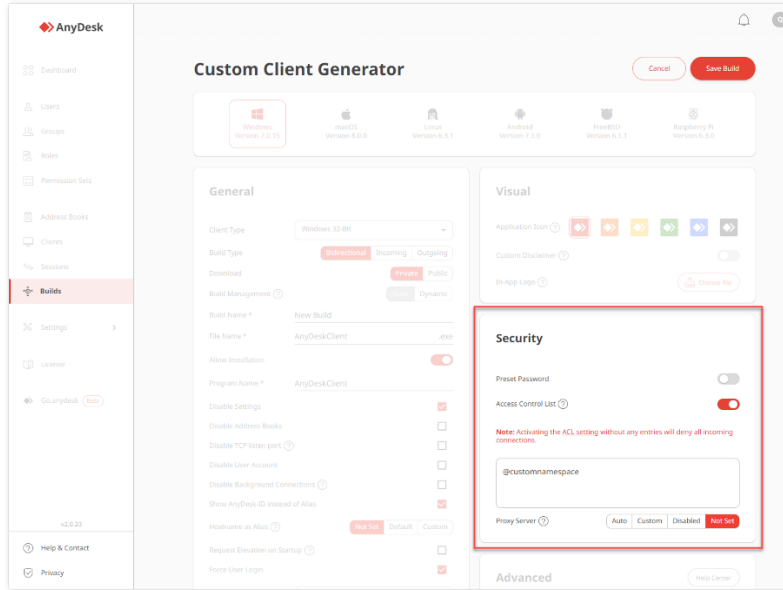 AnyDesk
Q
Dashboard
Users
Groups
Roles
Permission Sets
Address Books
Clients
Sessions
Builds
Settings
License
Go.anydesk Beta
v2.0.23
Help & Contact
Privacy
Custom Client Generator
Cancel
Save Build
Windows
Version 7.0.15
macOS
Version 8.0.0
Linux
Version 6.3.1
Android
Version 7.1.0
FreeBSD
Version 6.1.1
Raspberry Pi
Version 6.3.0
General
Client Type Windows 32-Bit
Build Type Bidirectional Incoming Outgoing
Download Private Public
Build Management Dynamic
Build Name * New Build
File Name * AnyDeskClient .exe
Allow Installation
Program Name * AnyDeskClient
Disable Settings
Disable Address Books
Disable TCP listen port
Disable User Account
Disable Background Connections
Show AnyDesk-ID instead of Alias
Hostname as Alias Not Set Default Custom
Request Elevation on Startup
Force User Login
Visual
Application Icon
Custom Disclaimer
In-App Logo Choose file
Security
Preset Password
Access Control List
Note: Activating the ACL setting without any entries will deny all incoming
connections.
@customnamespace
Proxy Server Auto Custom Disabled Not Set
Advanced Help Center